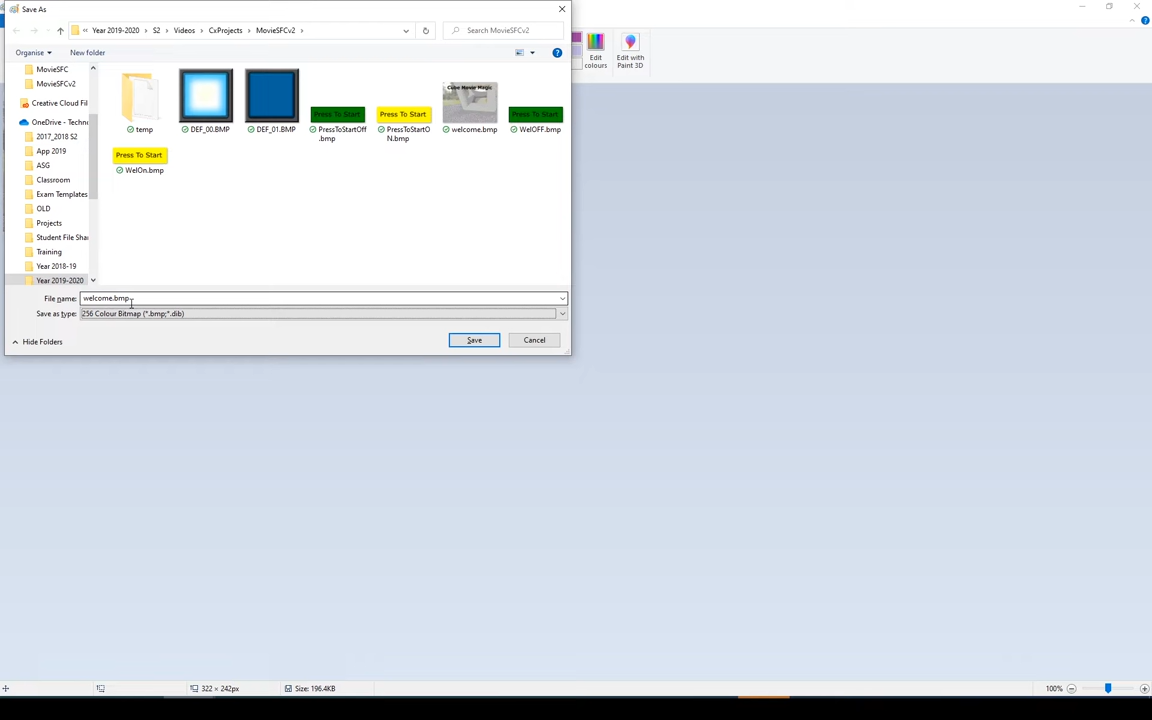 Save As
« Year 2019-2020 › S2 › Videos › CxProjects › MovieSFCv2 ›
Search MovieSFCv2
Organise
New folder
Edit colours
Edit with Paint 3D
MovieSFC
MovieSFCv2
Creative Cloud Fil
OneDrive - Techn
2017_2018 S2
App 2019
ASG
Classroom
Exam Templates
OLD
Projects
Student File Sha
Training
Year 2018-19
Year 2019-2020
temp
DEF_00.BMP
DEF_01.BMP
Press To Start
PressToStartOff.bmp
Press To Start
PressToStartON.bmp
Cube Mover Magic
welcome.bmp
Press To Start
WelOFF.bmp
Press To Start
WelOn.bmp
File name: welcome.bmp
Save as type: 256 Colour Bitmap (*.bmp;*.dib)
Hide Folders
Save
Cancel
322 × 242px
Size: 196.4KB
100%